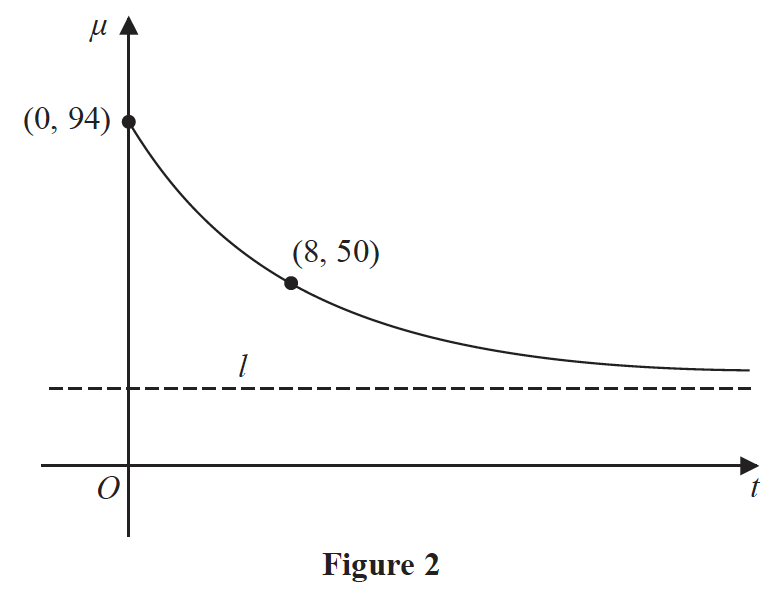 μ
(0, 94)
(8, 50)
l
O
t
Figure 2